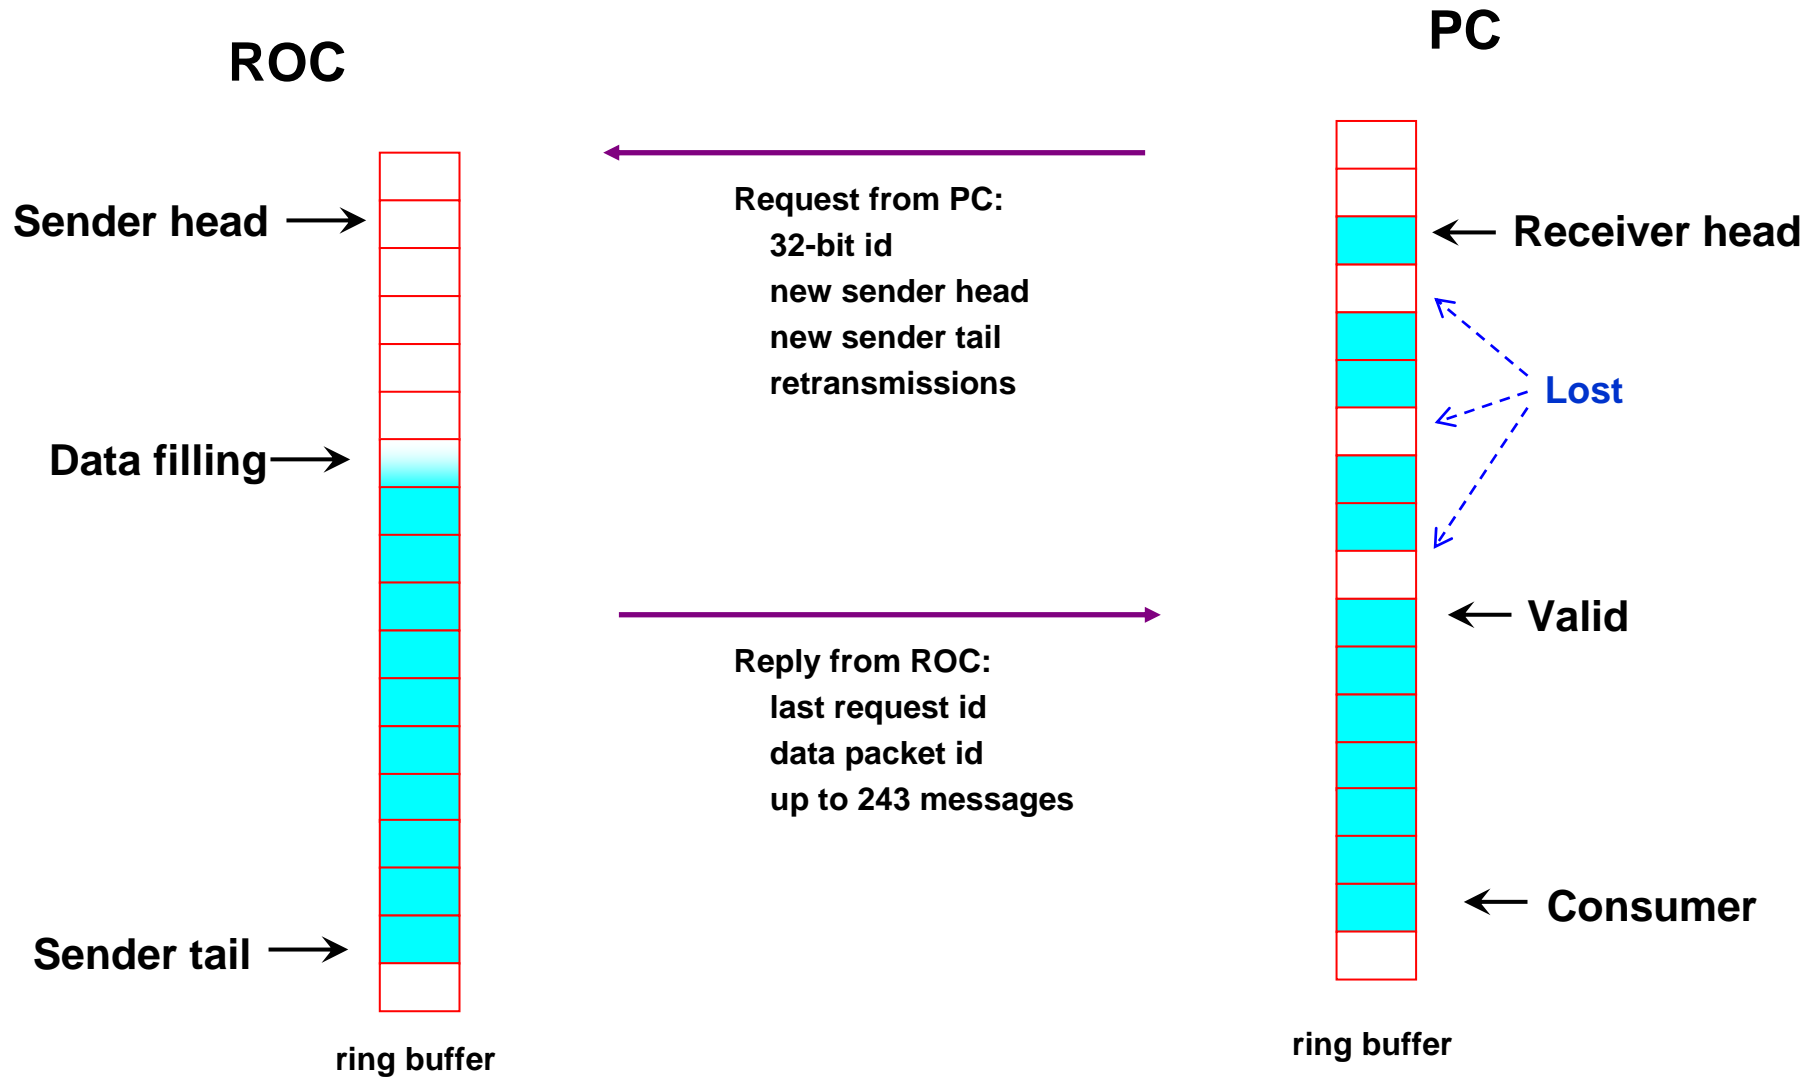 ROC
PC
Sender head
Data filling
Sender tail
ring buffer
Request from PC:
32-bit id
new sender head
new sender tail
retransmissions
Reply from ROC:
last request id
data packet id
up to 243 messages
Receiver head
Lost
Valid
Consumer
ring buffer